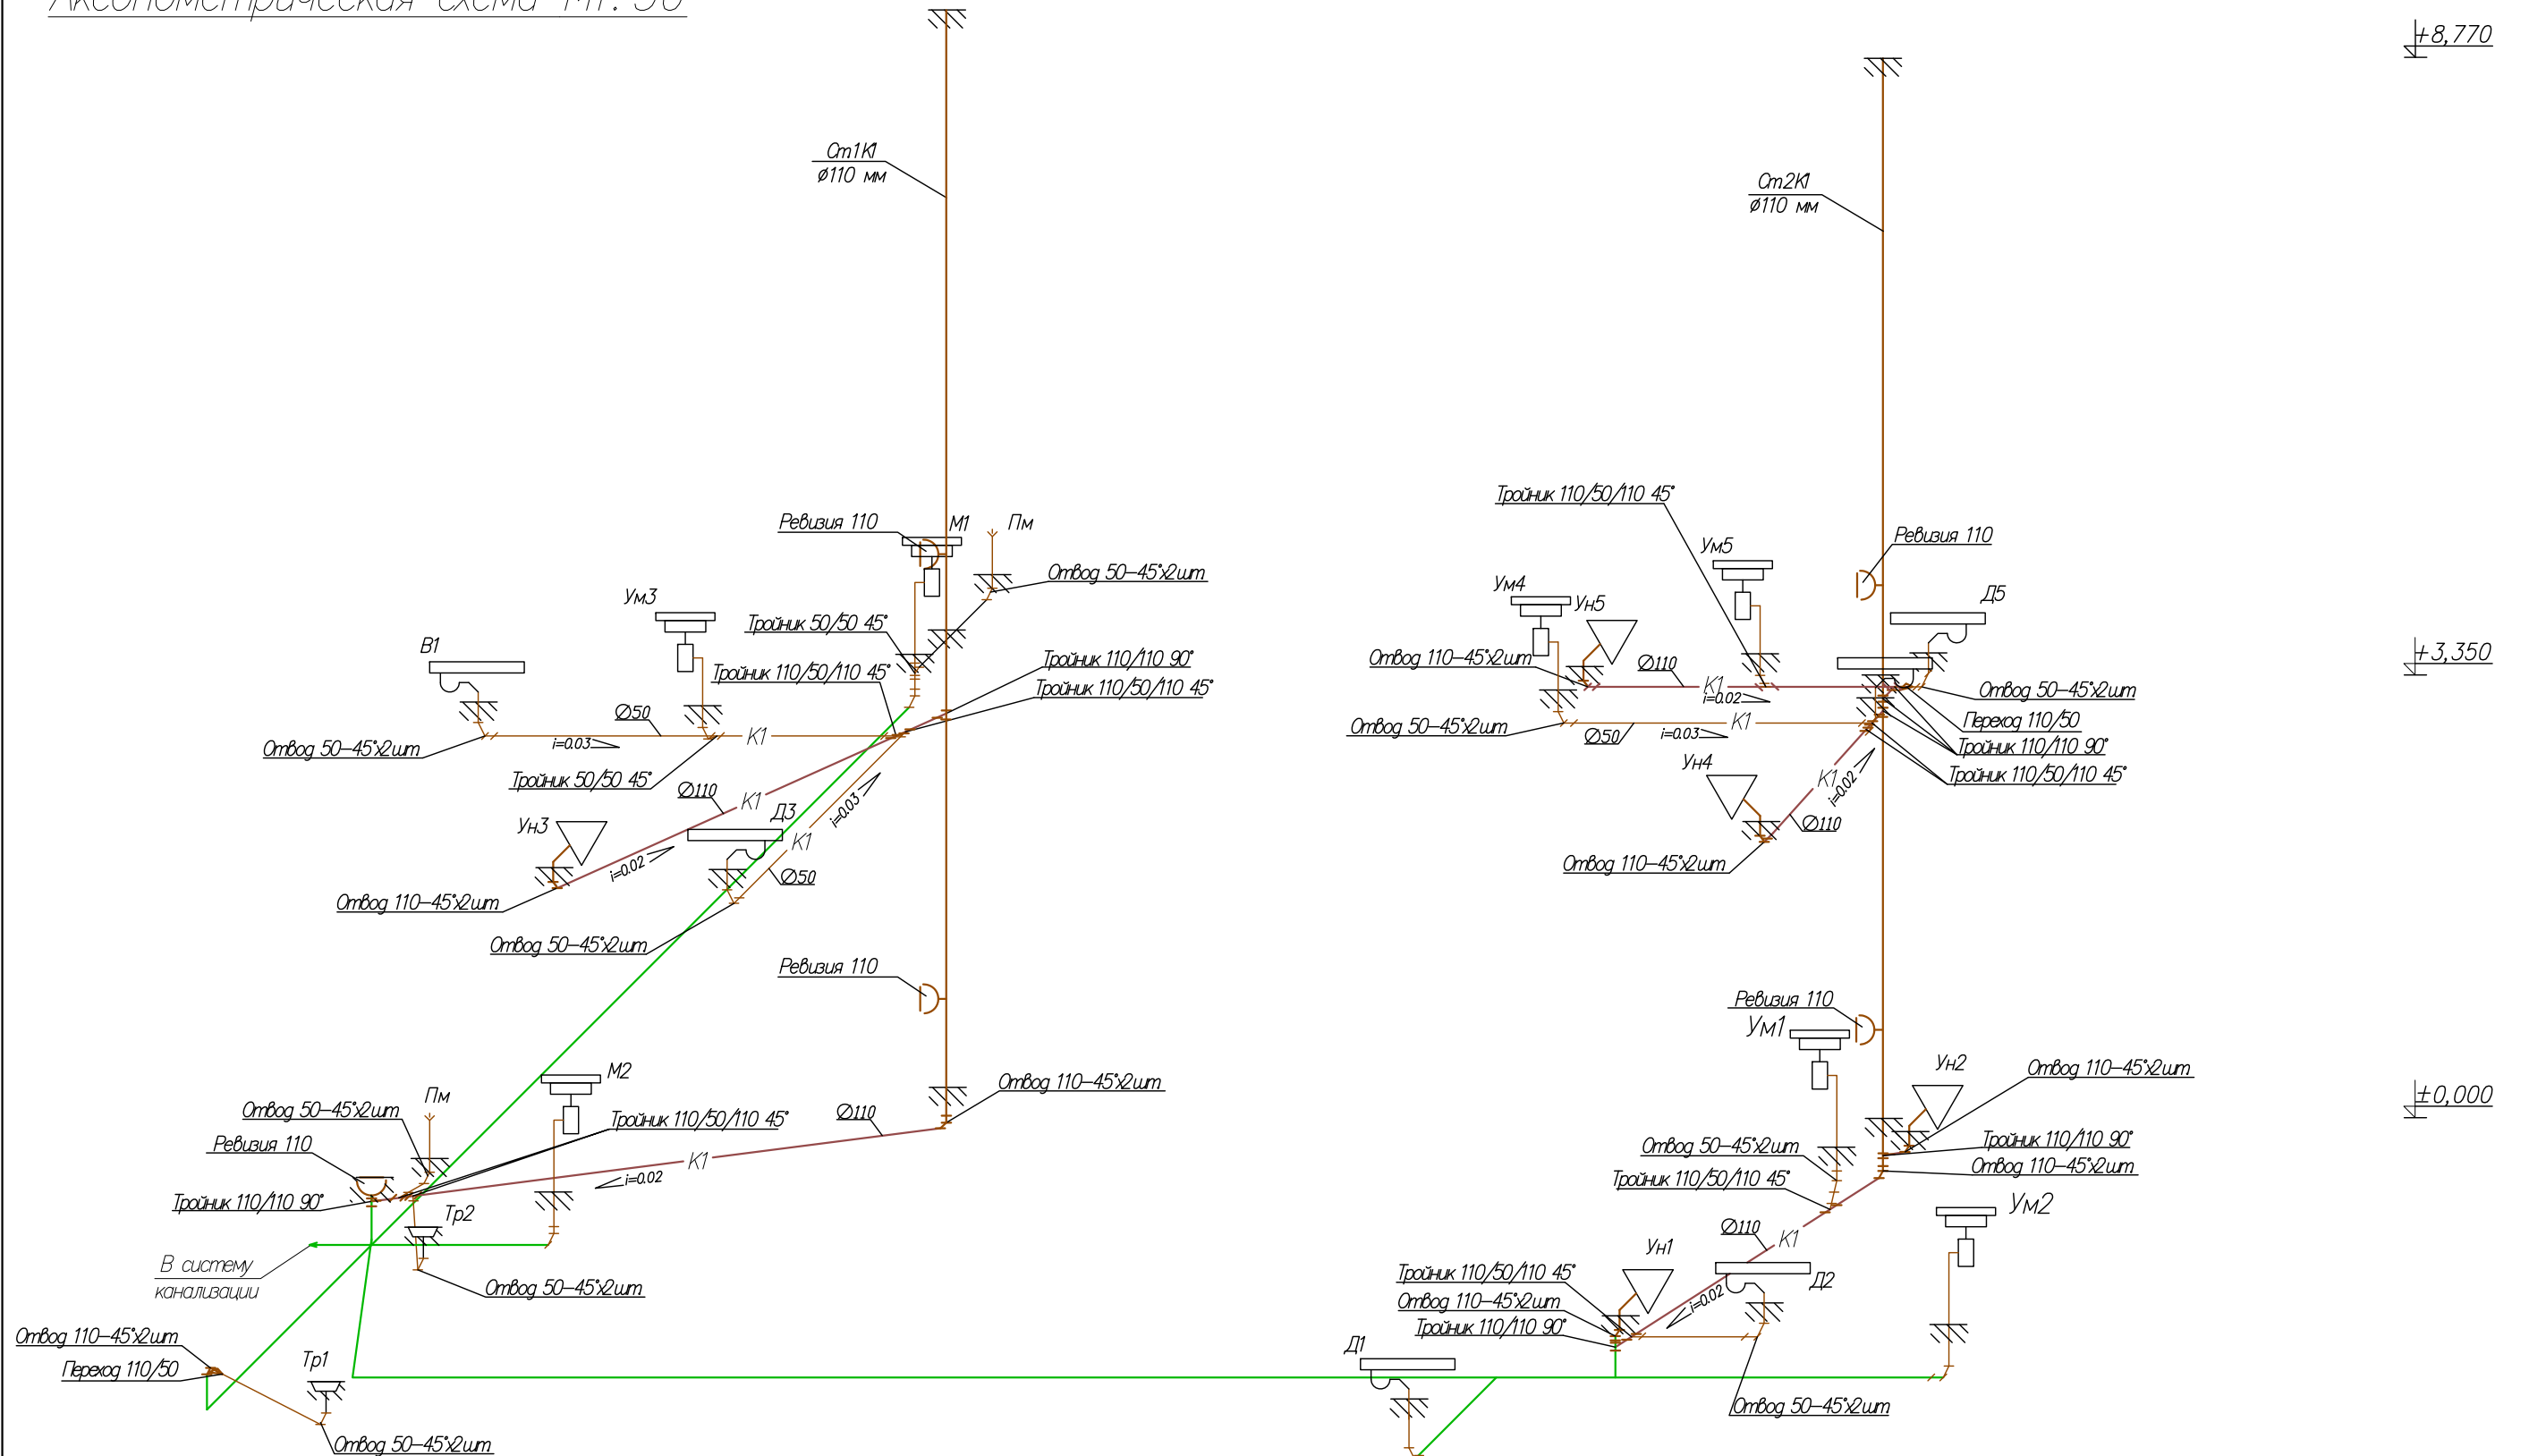 Аксонометрическая схема М1: 50
+8,770
Ст1К1
Ø110 мм
Ст2К1
Ø110 мм
Тройник 110/50/110 45°
Ревизия 110
М1
Пм
Ревизия 110
Ум5
Отвод 50-45°х2шт
Ум4
Ун5
Д5
Ум3
Тройник 50/50 45°
В1
Тройник 110/50/110 45°
Тройник 110/110 90°
Тройник 110/50/110 45°
Отвод 110-45°х2шт
Ø110
К1
i=0.02
+3,350
Отвод 50-45°х2шт
Переход 110/50
Тройник 110/110 90°
Тройник 110/50/110 45°
Отвод 50-45°х2шт
Ø50
i=0.03
К1
Отвод 50-45°х2шт
Ø50
i=0.03
К1
Тройник 50/50 45°
Ø110
К1
Ун4
К1
i=0.02
Ø110
Отвод 110-45°х2шт
Ун3
Д3
i=0.03
К1
i=0.02
Ø50
Отвод 110-45°х2шт
Отвод 50-45°х2шт
Ревизия 110
Ревизия 110
Ум1
Ун2
Отвод 110-45°х2шт
±0,000
М2
Отвод 110-45°х2шт
Пм
Отвод 50-45°х2шт
Тройник 110/50/110 45°
Ø110
Ревизия 110
К1
i=0.02
Тройник 110/110 90°
Отвод 50-45°х2шт
Тройник 110/110 90°
Отвод 110-45°х2шт
Тройник 110/50/110 45°
Ум2
Тр2
В систему
канализации
Отвод 50-45°х2шт
Ø110
К1
Ун1
Д2
i=0.02
Тройник 110/50/110 45°
Отвод 110-45°х2шт
Тройник 110/110 90°
Отвод 110-45°х2шт
Переход 110/50
Тр1
Д1
Отвод 50-45°х2шт
Отвод 50-45°х2шт